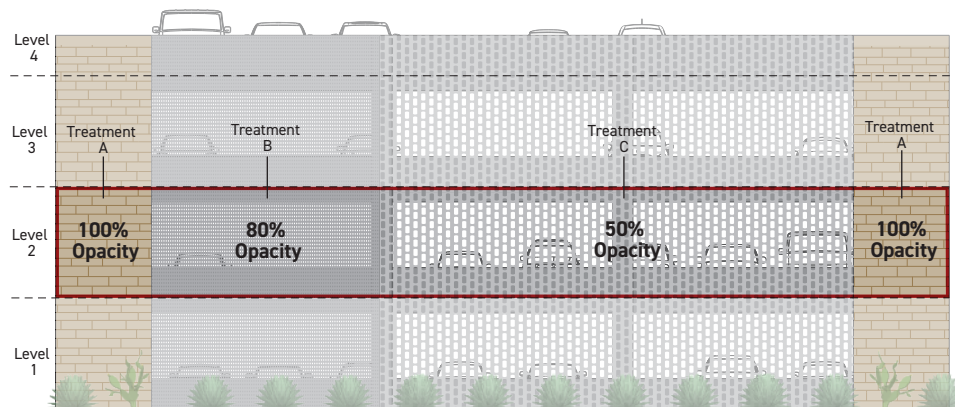 Level
4
Level
3
Treatment
A
Treatment
B
Treatment
C
Treatment
A
Level
2
100%
Opacity
80%
Opacity
50%
Opacity
100%
Opacity
Level
1